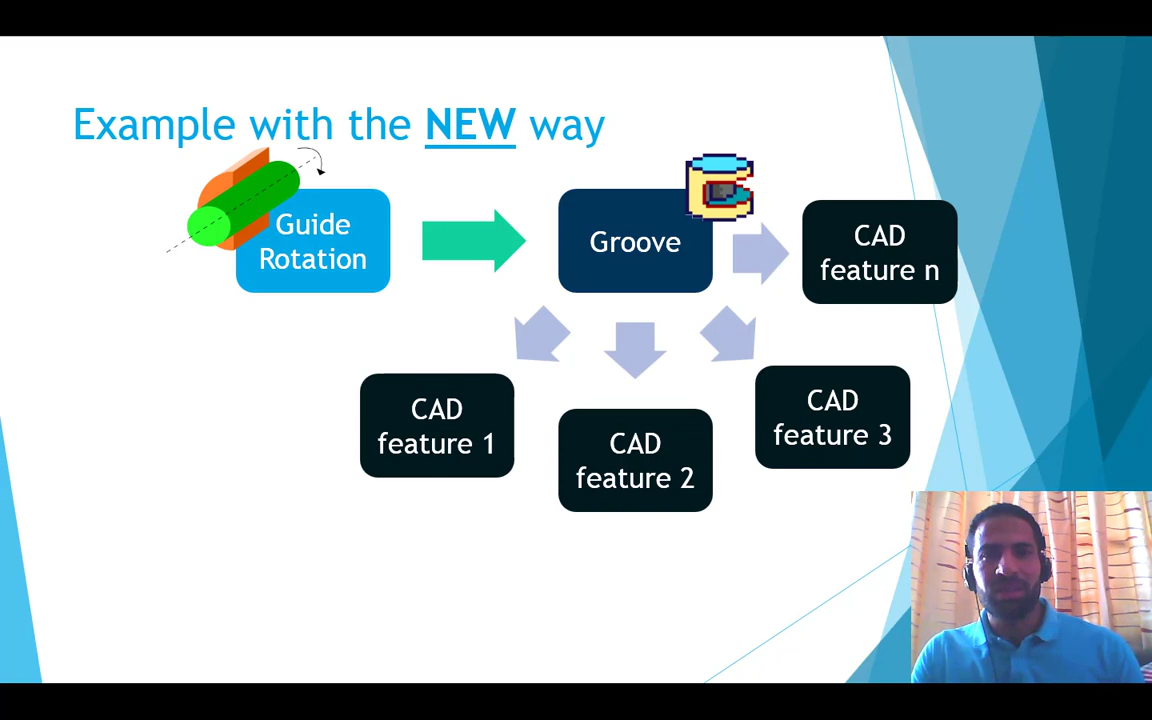 Example with the NEW way
Guide
Rotation
Groove
CAD
feature n
CAD
feature 1
CAD
feature 2
CAD
feature 3